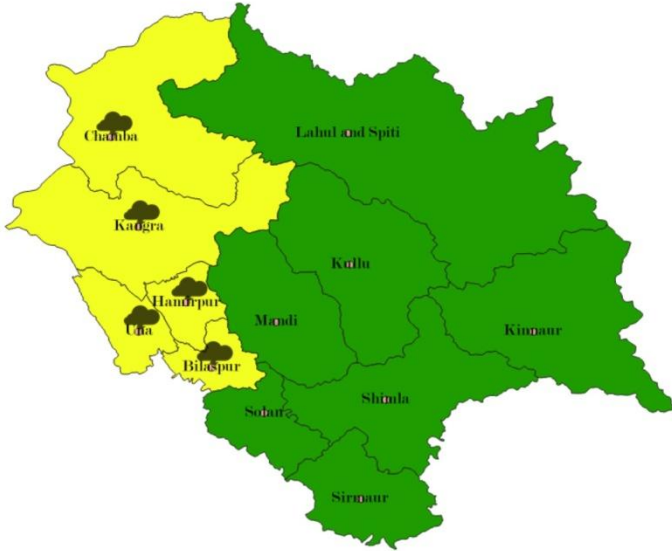 Chamba
Lahul and Spiti
Kangra
Kullu
Hamirpur
Una
Mandi
Kinnaur
Bilaspur
Solan
Shimla
Sirmaur